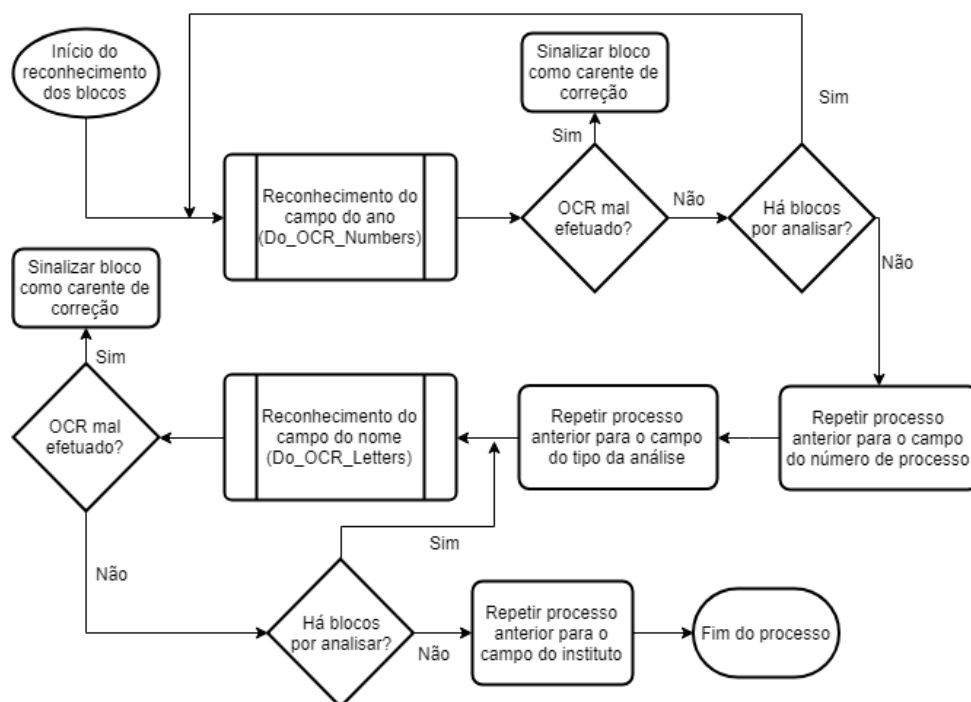 Início do
reconhecimento
dos blocos
Sinalizar bloco
como carente de
correção
Sim
Sim
Reconhecimento do
campo do ano
(Do_OCR_Numbers)
OCR mal
efetuado?
Não
Há blocos
por analisar?
Não
Sinalizar bloco
como carente de
correção
Sim
OCR mal
efetuado?
Reconhecimento do
campo do nome
(Do_OCR_Letters)
Repetir processo
anterior para o campo
do tipo da análise
Repetir processo
anterior para o campo
do número de processo
Sim
Não
Há blocos
por analisar?
Não
Repetir processo
anterior para o
campo do instituto
Fim do processo